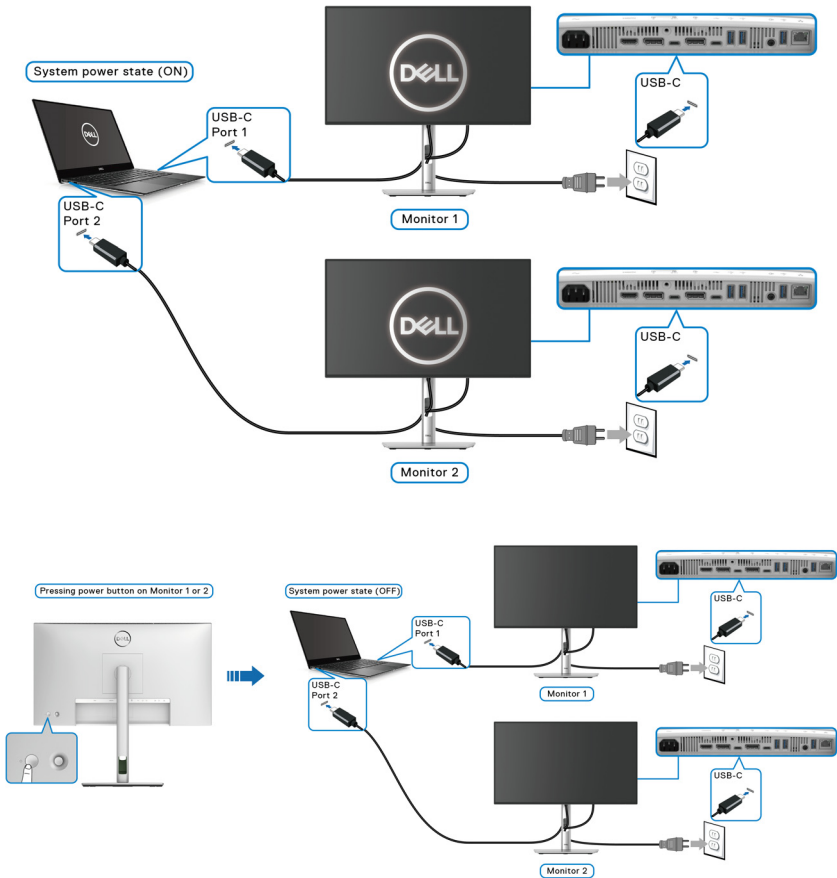 System power state (ON)
DELL
USB-C
Port 1
DELL
USB-C
Monitor 1
USB-C
Port 2
DELL
USB-C
Monitor 2
Pressing power button on Monitor 1 or 2
System power state (OFF)
DELL
USB-C
Port 1
USB-C
Monitor 1
USB-C
Port 2
USB-C
Monitor 2